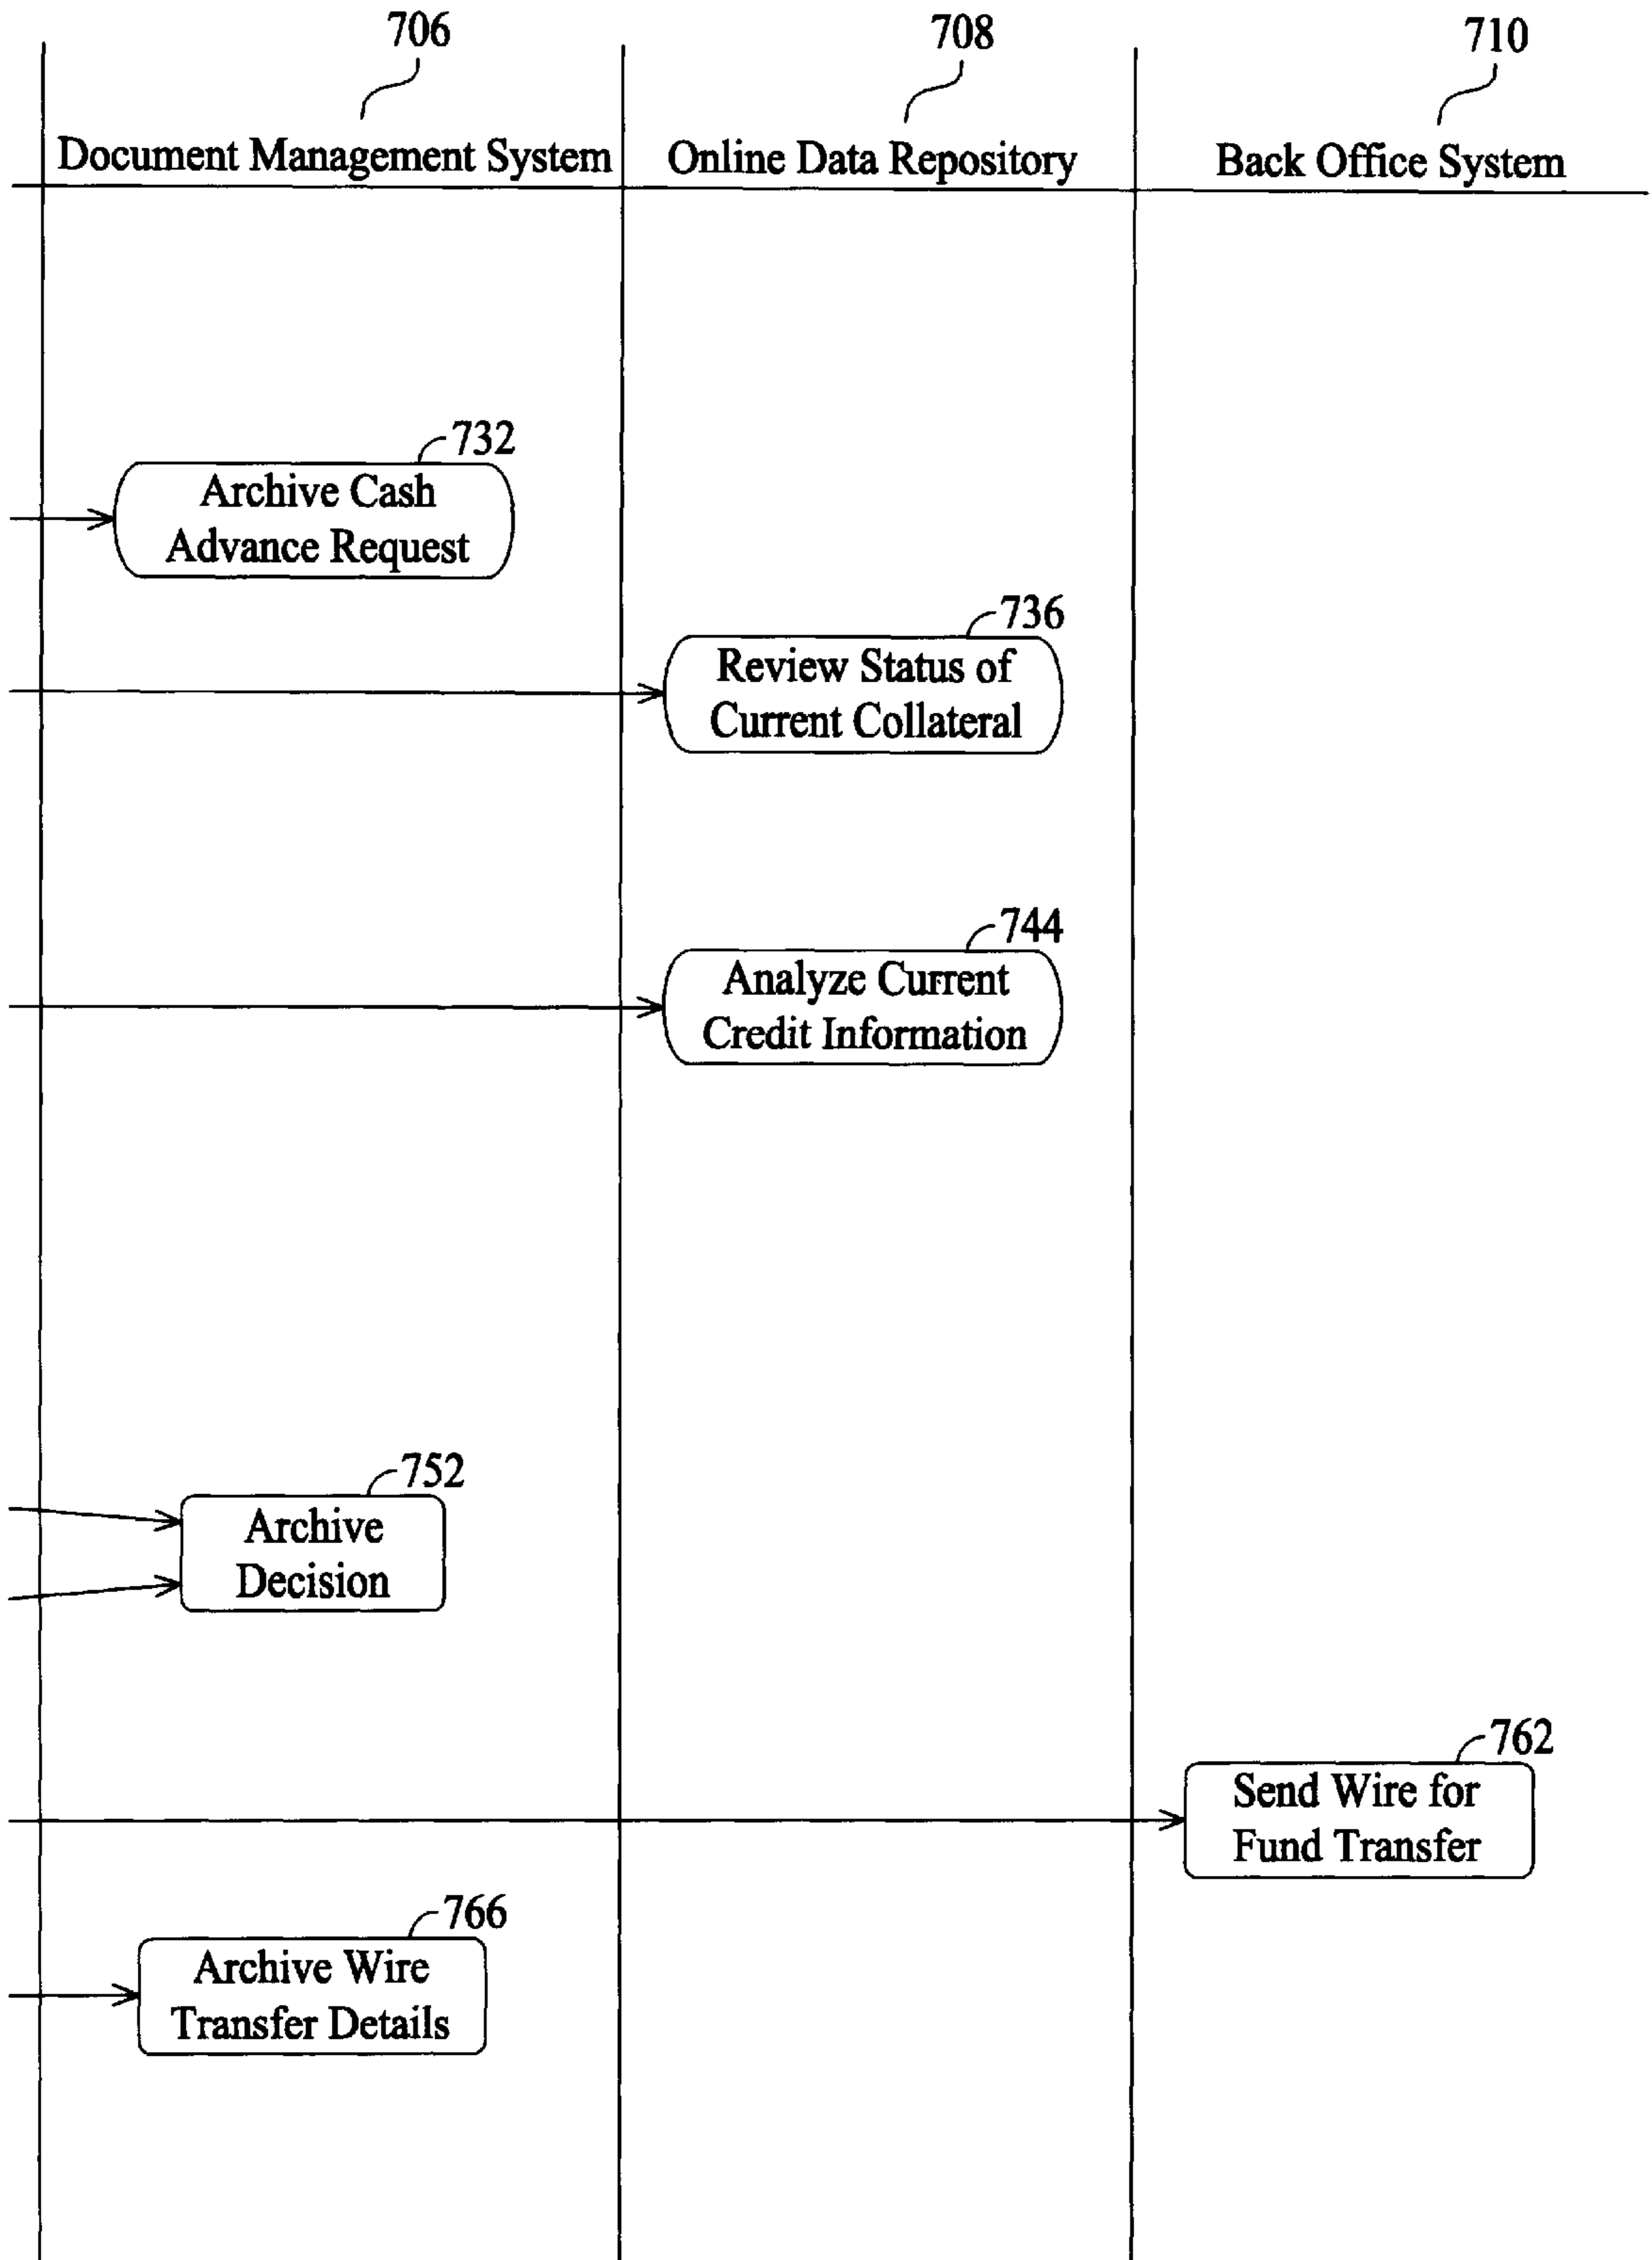 706
708
710
Document Management System
Online Data Repository
Back Office System
732
Archive Cash
Advance Request
736
Review Status of
Current Collateral
744
Analyze Current
Credit Information
752
Archive
Decision
762
Send Wire for
Fund Transfer
766
Archive Wire
Transfer Details